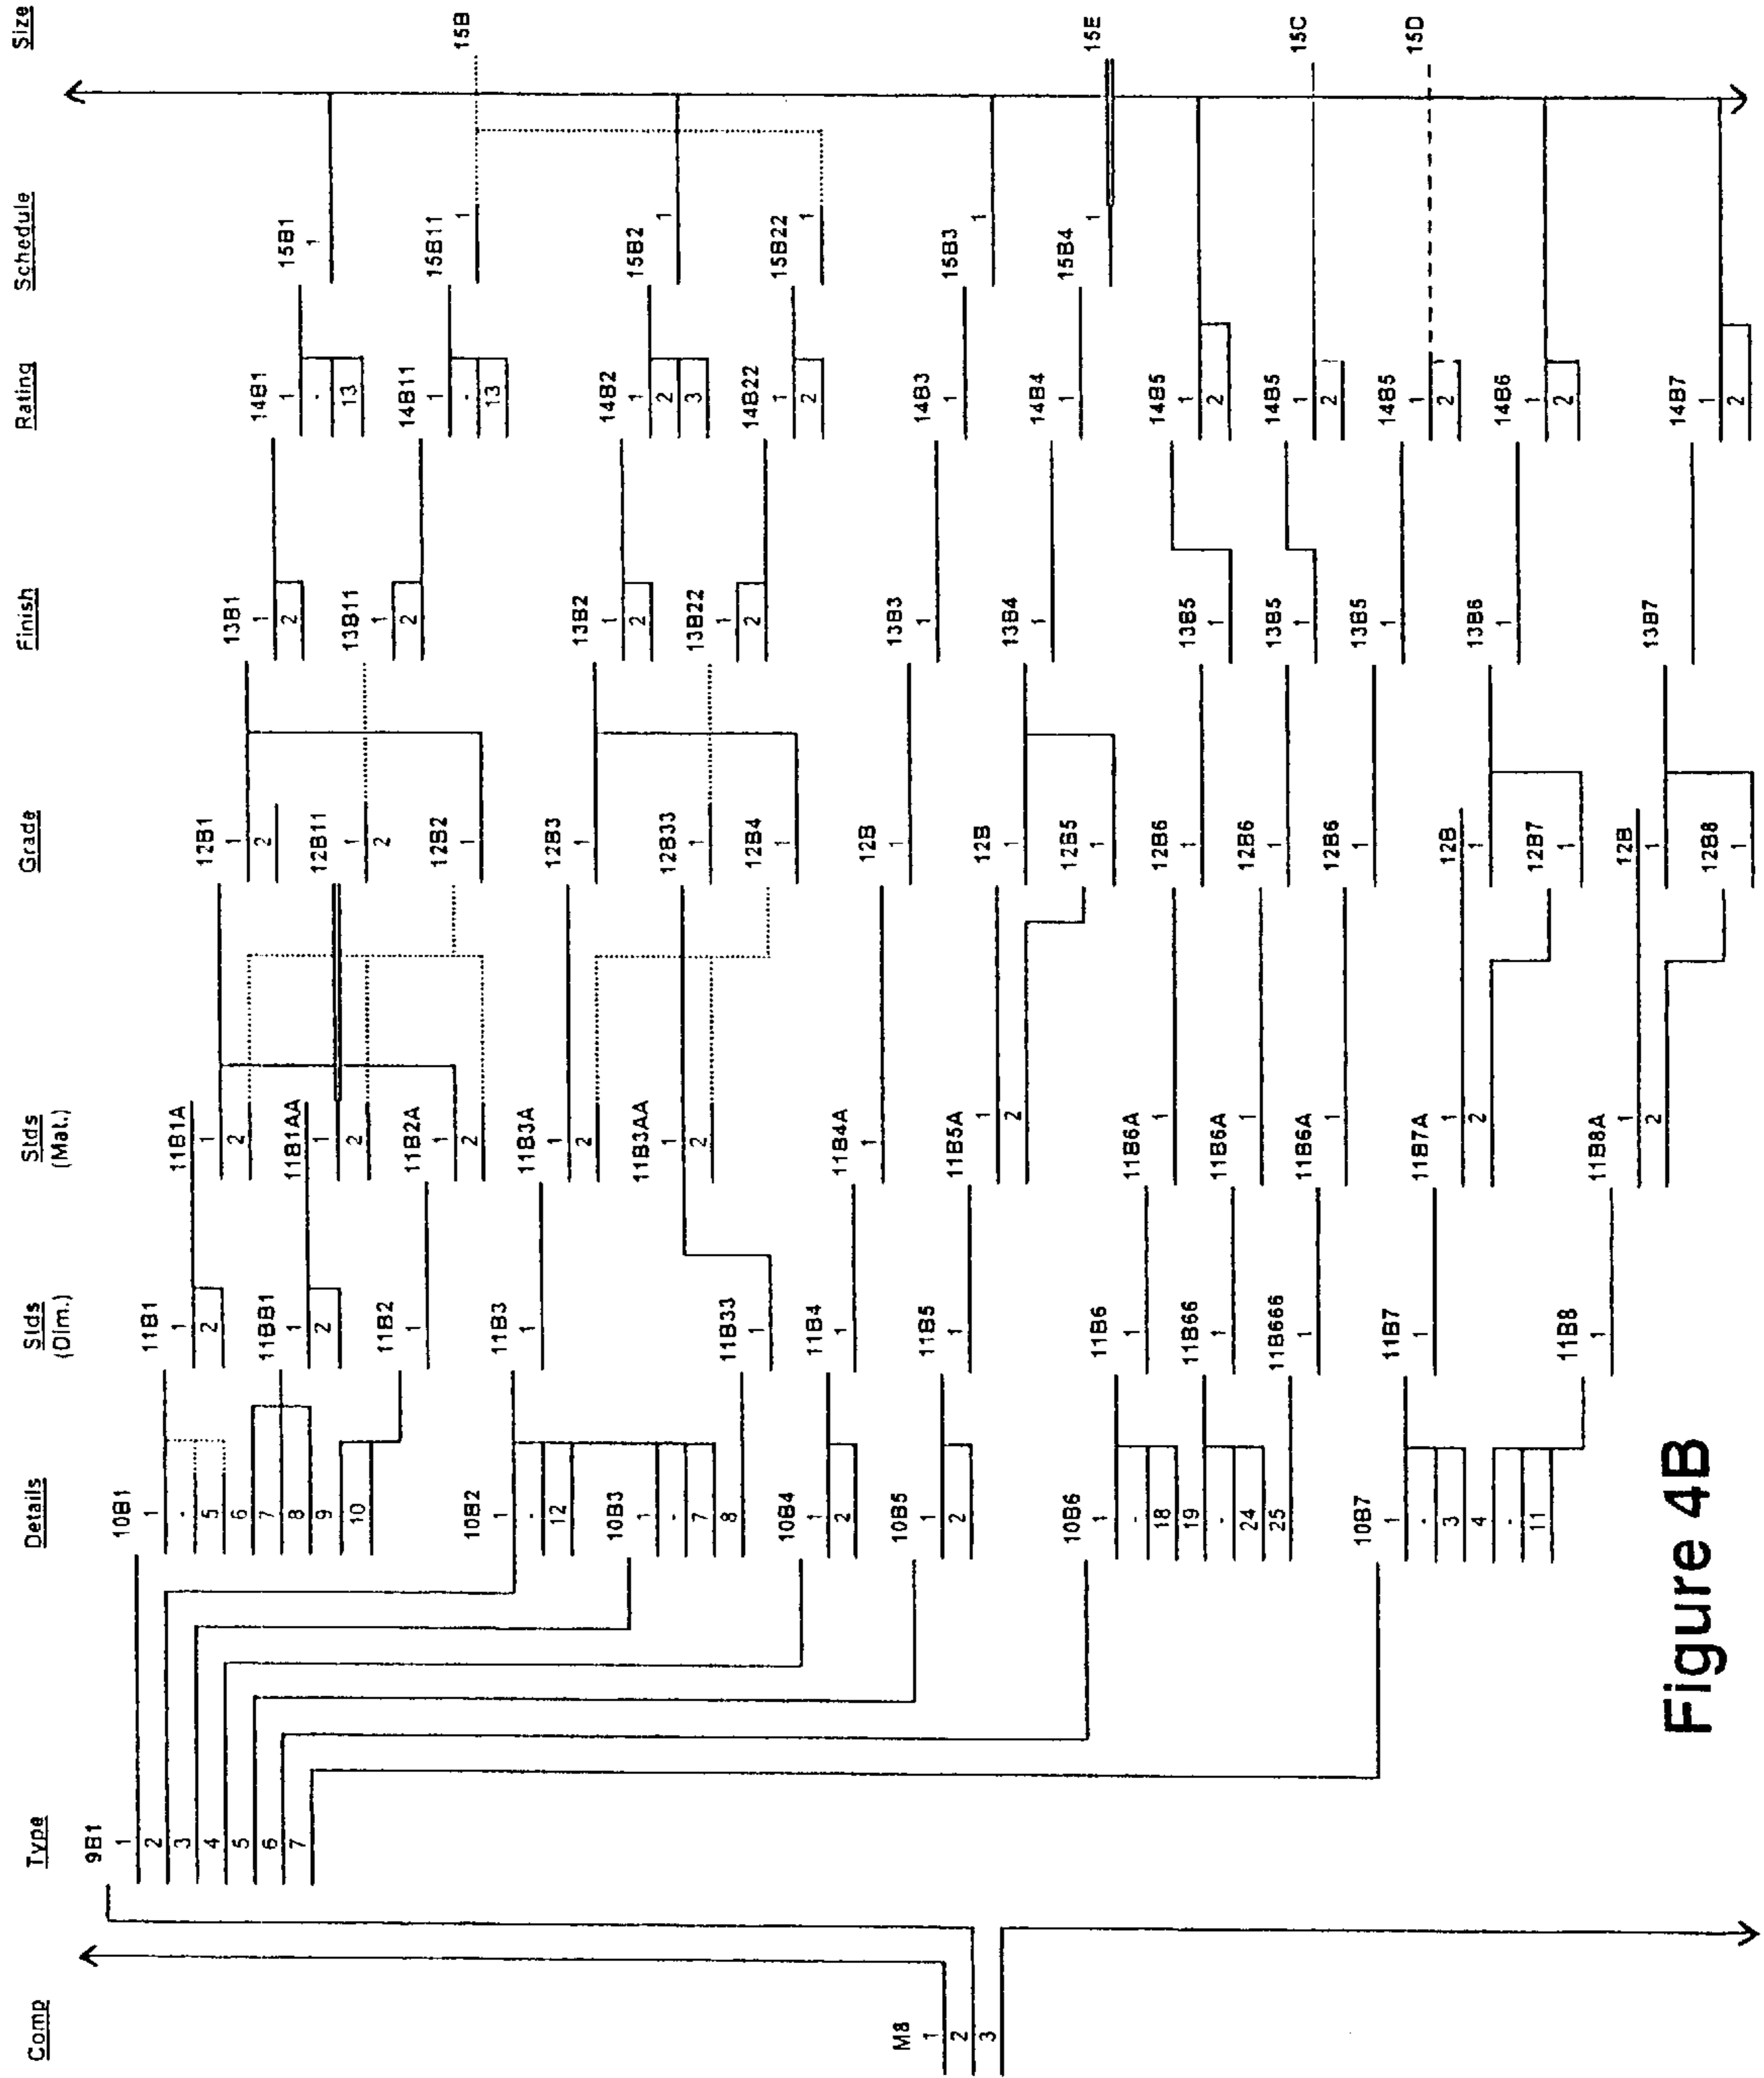 Comp
Type
Details
Stds
(Dim.)
Stds
(Mat.)
Grade
Finish
Rating
Schedule
Size
M8
1
2
3
9B1
1
2
3
4
5
6
7
10B1
1
.
5
6
7
8
9
10
10B2
1
.
12
10B3
1
.
7
8
10B4
1
2
10B5
1
2
10B6
1
.
18
19
.
24
25
10B7
1
.
3
4
.
11
11B1
1
2
11BB1
1
2
11B2
1
11B3
1
11B33
1
11B4
1
11B5
1
11B6
1
11B66
1
11B666
1
11B7
1
11B8
1
11B1A
1
2
11B1AA
1
2
11B2A
1
2
11B3A
1
2
11B3AA
1
2
11B4A
1
11B5A
1
2
11B6A
1
11B6A
1
11B6A
1
11B7A
1
2
11B8A
1
2
12B1
1
2
12B11
1
2
12B2
1
12B3
1
12B33
1
12B4
1
12B
1
12B
1
12B5
1
12B6
1
12B6
1
12B6
1
12B
1
12B7
1
12B
1
12B8
1
13B1
1
2
13B11
1
2
13B2
1
2
13B22
1
2
13B3
1
13B4
1
13B5
1
13B5
1
13B5
1
13B6
1
13B7
14B1
1
.
13
14B11
1
.
13
14B2
1
2
3
14B22
1
2
14B3
1
14B4
1
14B5
1
2
14B5
1
2
14B5
1
2
14B6
1
2
14B7
1
2
15B1
1
15B11
1
15B2
1
15B22
1
15B3
1
15B4
1
15B
15E
15C
15D
Figure 4B